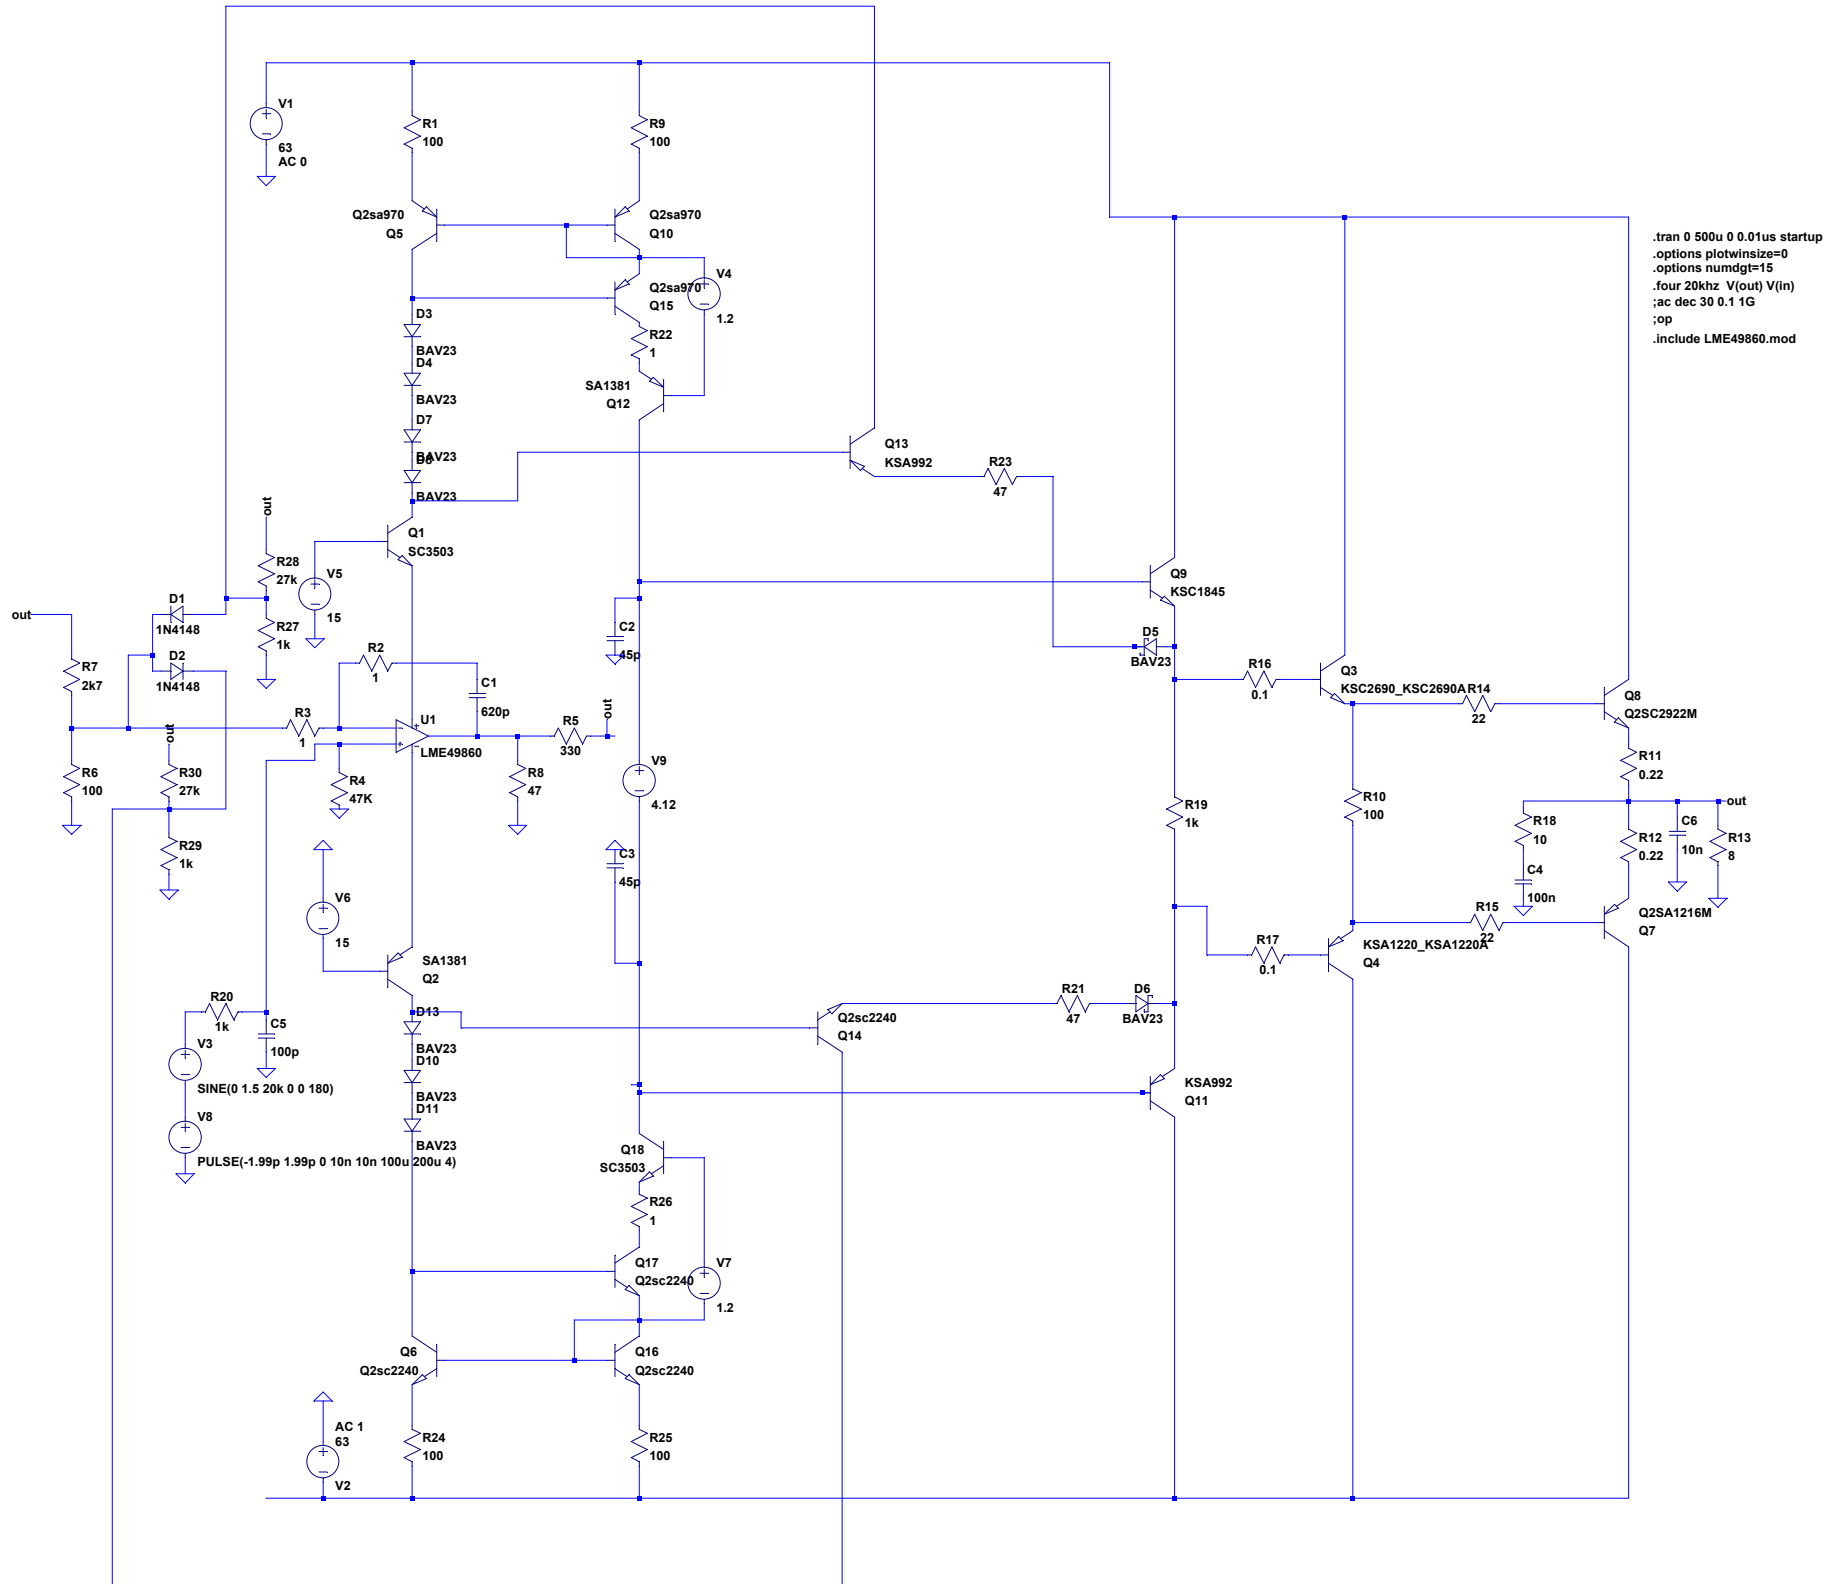 V1
63
AC 0
R1
100
R9
100
Q2sa970
Q5
Q2sa970
Q10
.tran 0 500u 0 0.01us startup
.options plotwinsize=0
.options numdgt=15
.four 20khz V(out) V(in)
;ac dec 30 0.1 1G
;op
.include LME49860.mod
Q2sa970
Q15
V4
1.2
D3
BAV23
D4
BAV23
D7
BAV23
D8
BAV23
R22
1
SA1381
Q12
Q13
KSA992
R23
47
out
R28
27k
Q1
SC3503
V5
15
Q9
KSC1845
out
D1
1N4148
R27
1k
D2
1N4148
R7
2k7
R2
1
C1
620p
C2
45p
D5
BAV23
R16
0.1
Q3
KSC2690_KSC2690A
R14
22
Q8
Q2SC2922M
R3
1
U1
LME49860
R5
330
out
out
R6
100
R30
27k
R4
47K
R8
47
V9
4.12
R11
0.22
R19
1k
R10
100
out
R18
10
R12
0.22
C6
10n
R13
8
R29
1k
C3
45p
C4
100n
V6
15
R15
22
Q2SA1216M
Q7
R17
0.1
KSA1220_KSA1220A
Q4
SA1381
Q2
R20
1k
C5
100p
V3
SINE(0 1.5 20k 0 0 180)
V8
PULSE(-1.99p 1.99p 0 10n 10n 100u 200u 4)
D13
BAV23
D10
BAV23
D11
BAV23
Q2sc2240
Q14
R21
47
D6
BAV23
KSA992
Q11
Q18
SC3503
R26
1
Q17
Q2sc2240
V7
1.2
Q6
Q2sc2240
Q16
Q2sc2240
AC 1
63
V2
R24
100
R25
100